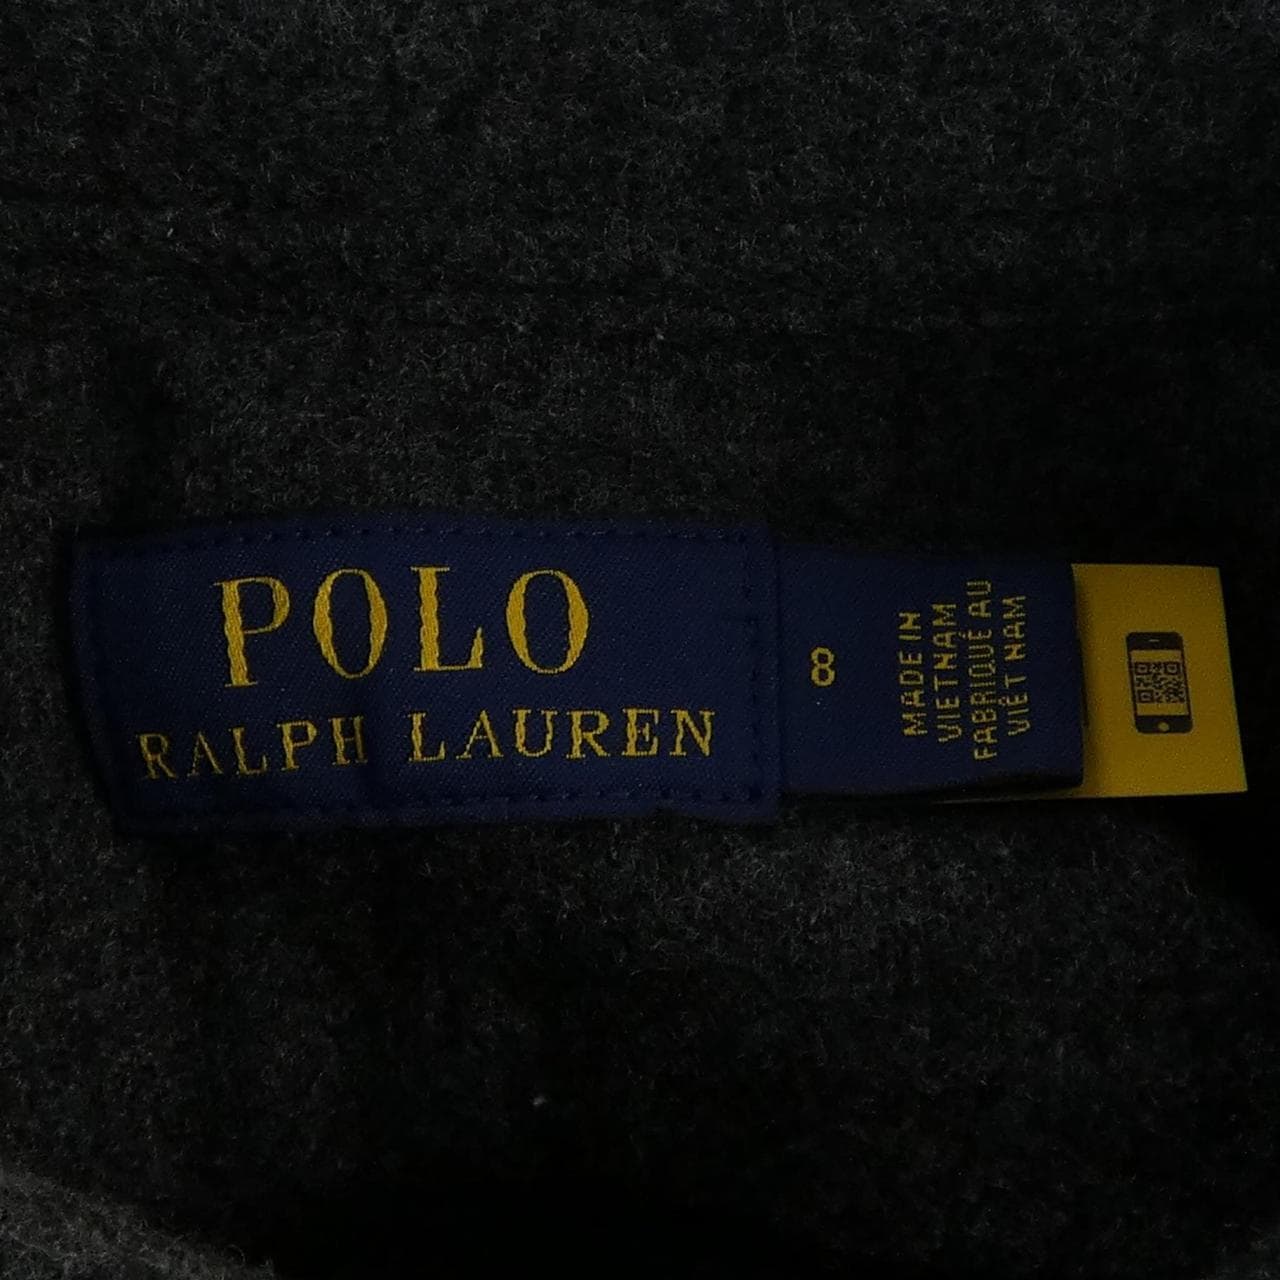 POLO
RALPH LAUREN
8
MADE IN
VIETNAM
FABRIQUÉ AU
VIÊT NAM